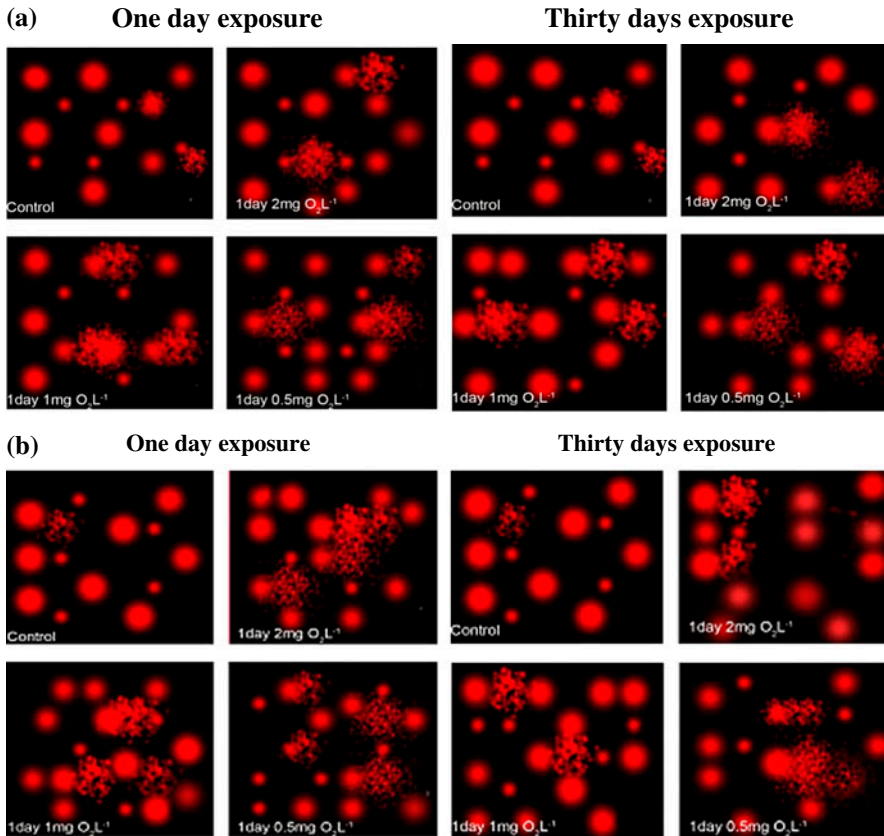 (a) One day exposure Thirty days exposure
Control 1day 2mg O₂L⁻¹ Control 1day 2mg O₂L⁻¹
1day 1mg O₂L⁻¹ 1day 0.5mg O₂L⁻¹ 1day 1mg O₂L⁻¹ 1day 0.5mg O₂L⁻¹
(b) One day exposure Thirty days exposure
Control 1day 2mg O₂L⁻¹ Control 1day 2mg O₂L⁻¹
1day 1mg O₂L⁻¹ 1day 0.5mg O₂L⁻¹ 1day 1mg O₂L⁻¹ 1day 0.5mg O₂L⁻¹